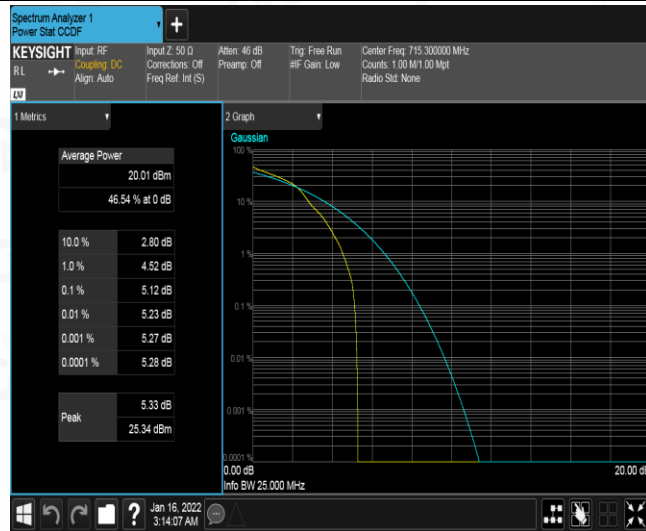 Spectrum Analyzer 1
Power Stat CCDF
+
KEYSIGHT
RL
LXI
Input: RF
Coupling: DC
Align: Auto
Input Z: 50 Ω
Corrections: Off
Freq Ref: Int (S)
Atten: 46 dB
Preamp: Off
Trig: Free Run
#IF Gain: Low
Center Freq: 715.300000 MHz
Counts: 1.00 M/1.00 Mpt
Radio Std: None
1 Metrics
Average Power
20.01 dBm
46.54 % at 0 dB
10.0 % 2.80 dB
1.0 % 4.52 dB
0.1 % 5.12 dB
0.01 % 5.23 dB
0.001 % 5.27 dB
0.0001 % 5.28 dB
Peak
5.33 dB
25.34 dBm
2 Graph
Gaussian
100 %
10 %
1 %
0.1 %
0.01 %
0.001 %
0.0001 %
0.00 dB
20.00 dB
Info BW 25.000 MHz
?
Jan 16, 2022
3:14:07 AM